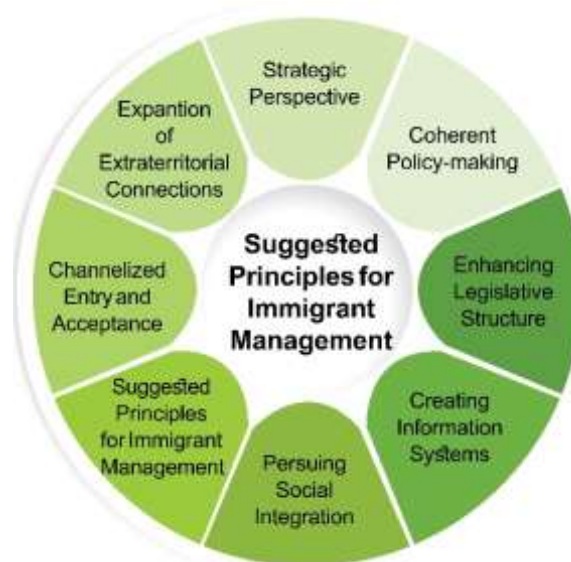 Strategic
Perspective
Coherent
Policy-making
Enhancing
Legislative
Structure
Creating
Information
Systems
Persuing
Social
Integration
Suggested
Principles
for Immigrant
Management
Channelized
Entry and
Acceptance
Expantion
of
Extraterritorial
Connections
Suggested
Principles for
Immigrant
Management